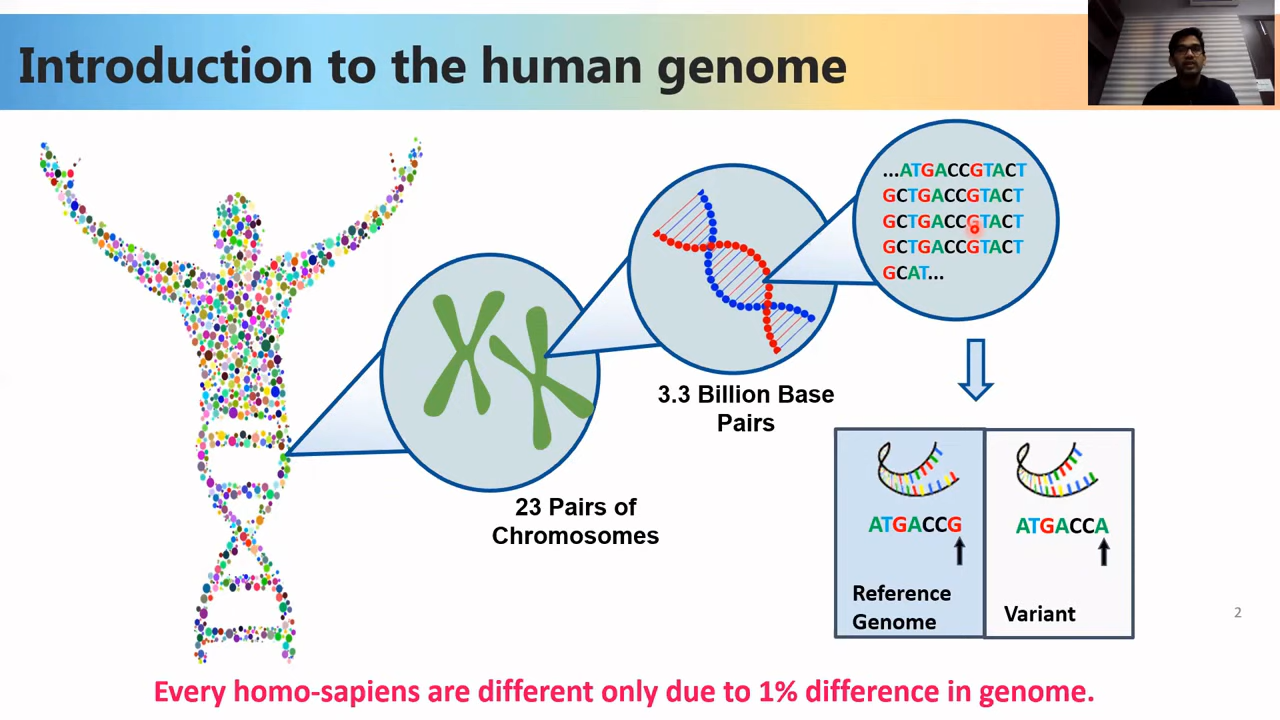 Introduction to the human genome
...ATGACCGTACT
GCTGACCGTACT
GCTGACCGTACT
GCTGACCGTACT
GCAT...
3.3 Billion Base
Pairs
23 Pairs of
Chromosomes
ATGACCG
Reference
Genome
ATGACCA
Variant
2
Every homo-sapiens are different only due to 1% difference in genome.